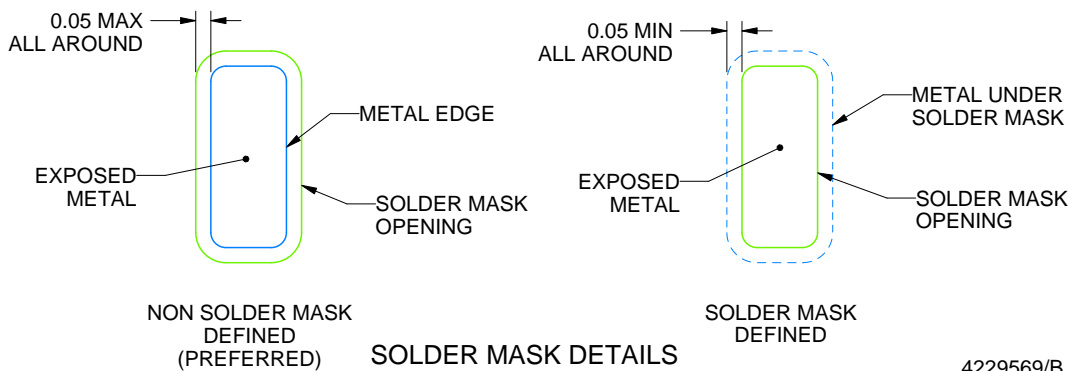 0.05 MAX
ALL AROUND
METAL EDGE
EXPOSED
METAL
SOLDER MASK
OPENING
NON SOLDER MASK
DEFINED
(PREFERRED)
0.05 MIN
ALL AROUND
METAL UNDER
SOLDER MASK
EXPOSED
METAL
SOLDER MASK
OPENING
SOLDER MASK
DEFINED
SOLDER MASK DETAILS
4229569/B